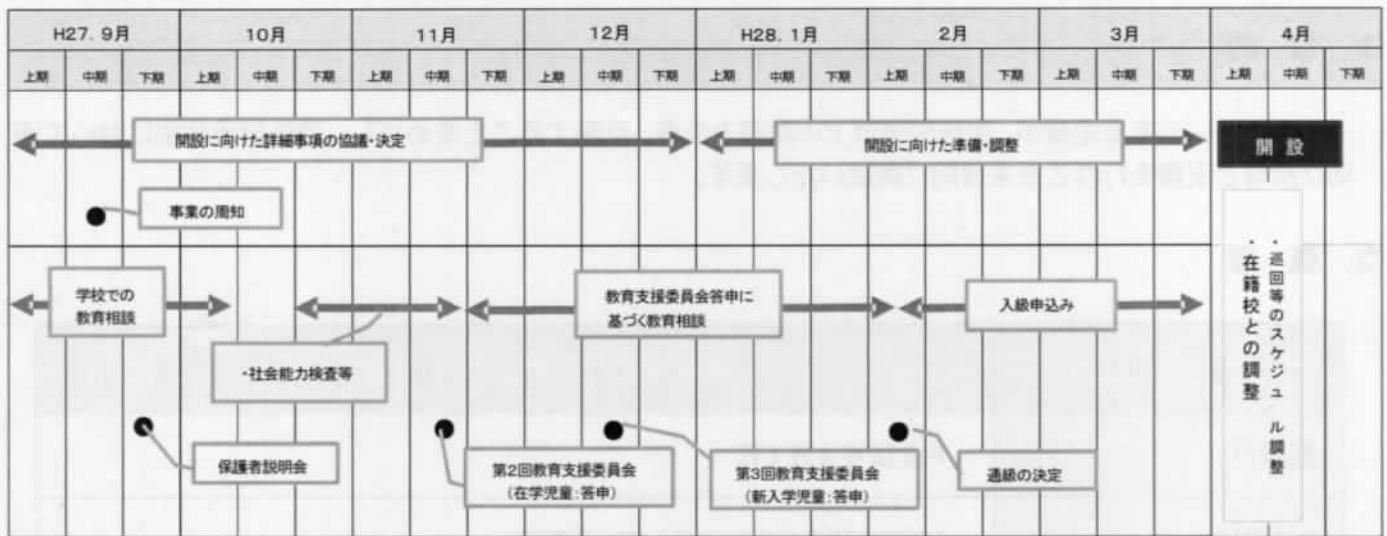 H27. 9月 10月 11月 12月 H28. 1月 2月 3月 4月
上期 中期 下期 上期 中期 下期 上期 中期 下期 上期 中期 下期 上期 中期 下期 上期 中期 下期 上期 中期 下期 上期 中期 下期
開設に向けた詳細事項の協議・決定
開設に向けた準備・調整
開 設
事業の周知
学校での
教育相談
教育支援委員会答申に
基づく教育相談
入級申込み
・社会能力検査等
保護者説明会
第2回教育支援委員会
(在学児童:答申)
第3回教育支援委員会
(新入学児童:答申)
通級の決定
・巡回等のスケジュール調整
・在籍校との調整